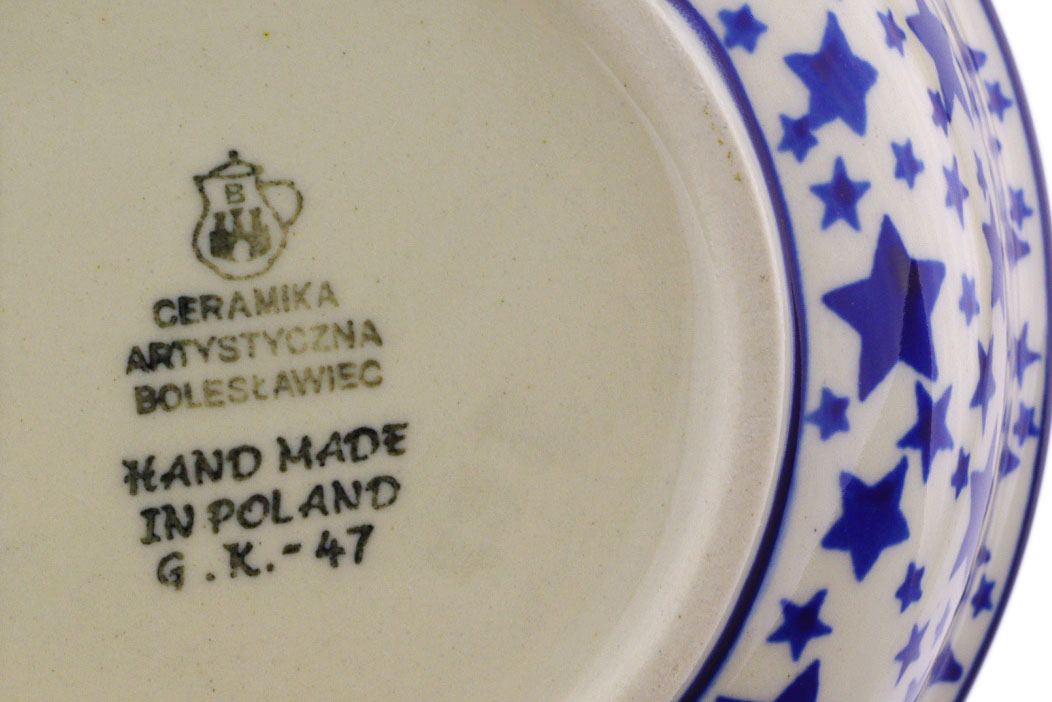 B
CERAMIKA
ARTYSTYCZNA
BOLESŁAWIEC
HAND MADE
IN POLAND
G.K.-47